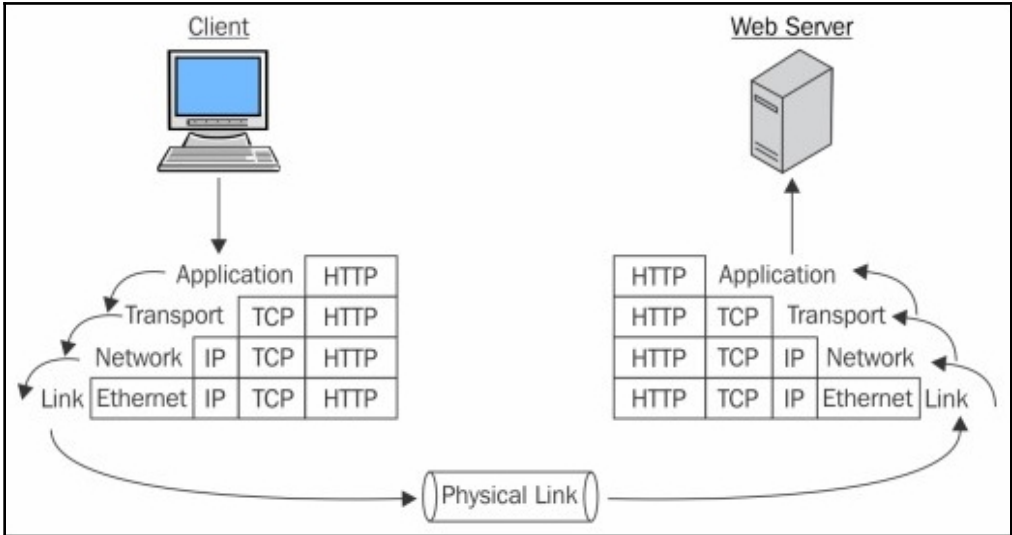 Client
Web Server
Application HTTP
HTTP Application
Transport TCP HTTP
HTTP TCP Transport
Network IP TCP HTTP
HTTP TCP IP Network
Link Ethernet IP TCP HTTP
HTTP TCP IP Ethernet Link
Physical Link